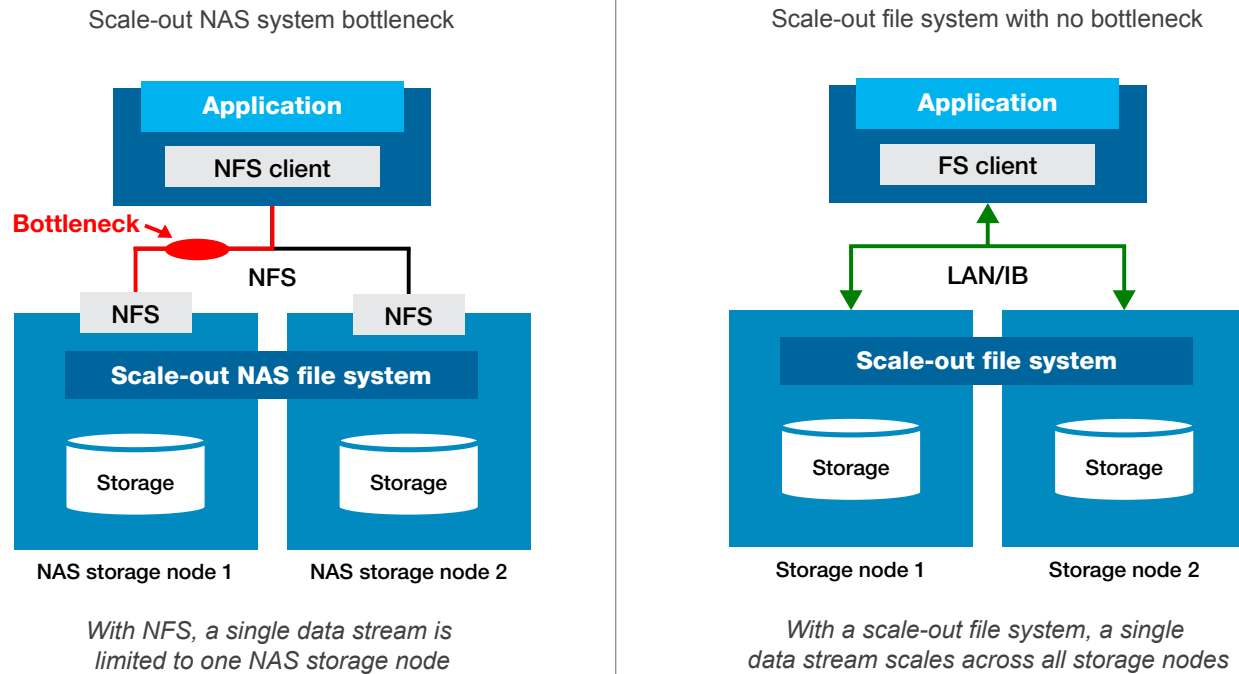 Scale-out NAS system bottleneck
Application
NFS client
Bottleneck
NFS
NFS
NFS
Scale-out NAS file system
Storage
Storage
NAS storage node 1
NAS storage node 2
With NFS, a single data stream is
limited to one NAS storage node
Scale-out file system with no bottleneck
Application
FS client
LAN/IB
Scale-out file system
Storage
Storage
Storage node 1
Storage node 2
With a scale-out file system, a single
data stream scales across all storage nodes